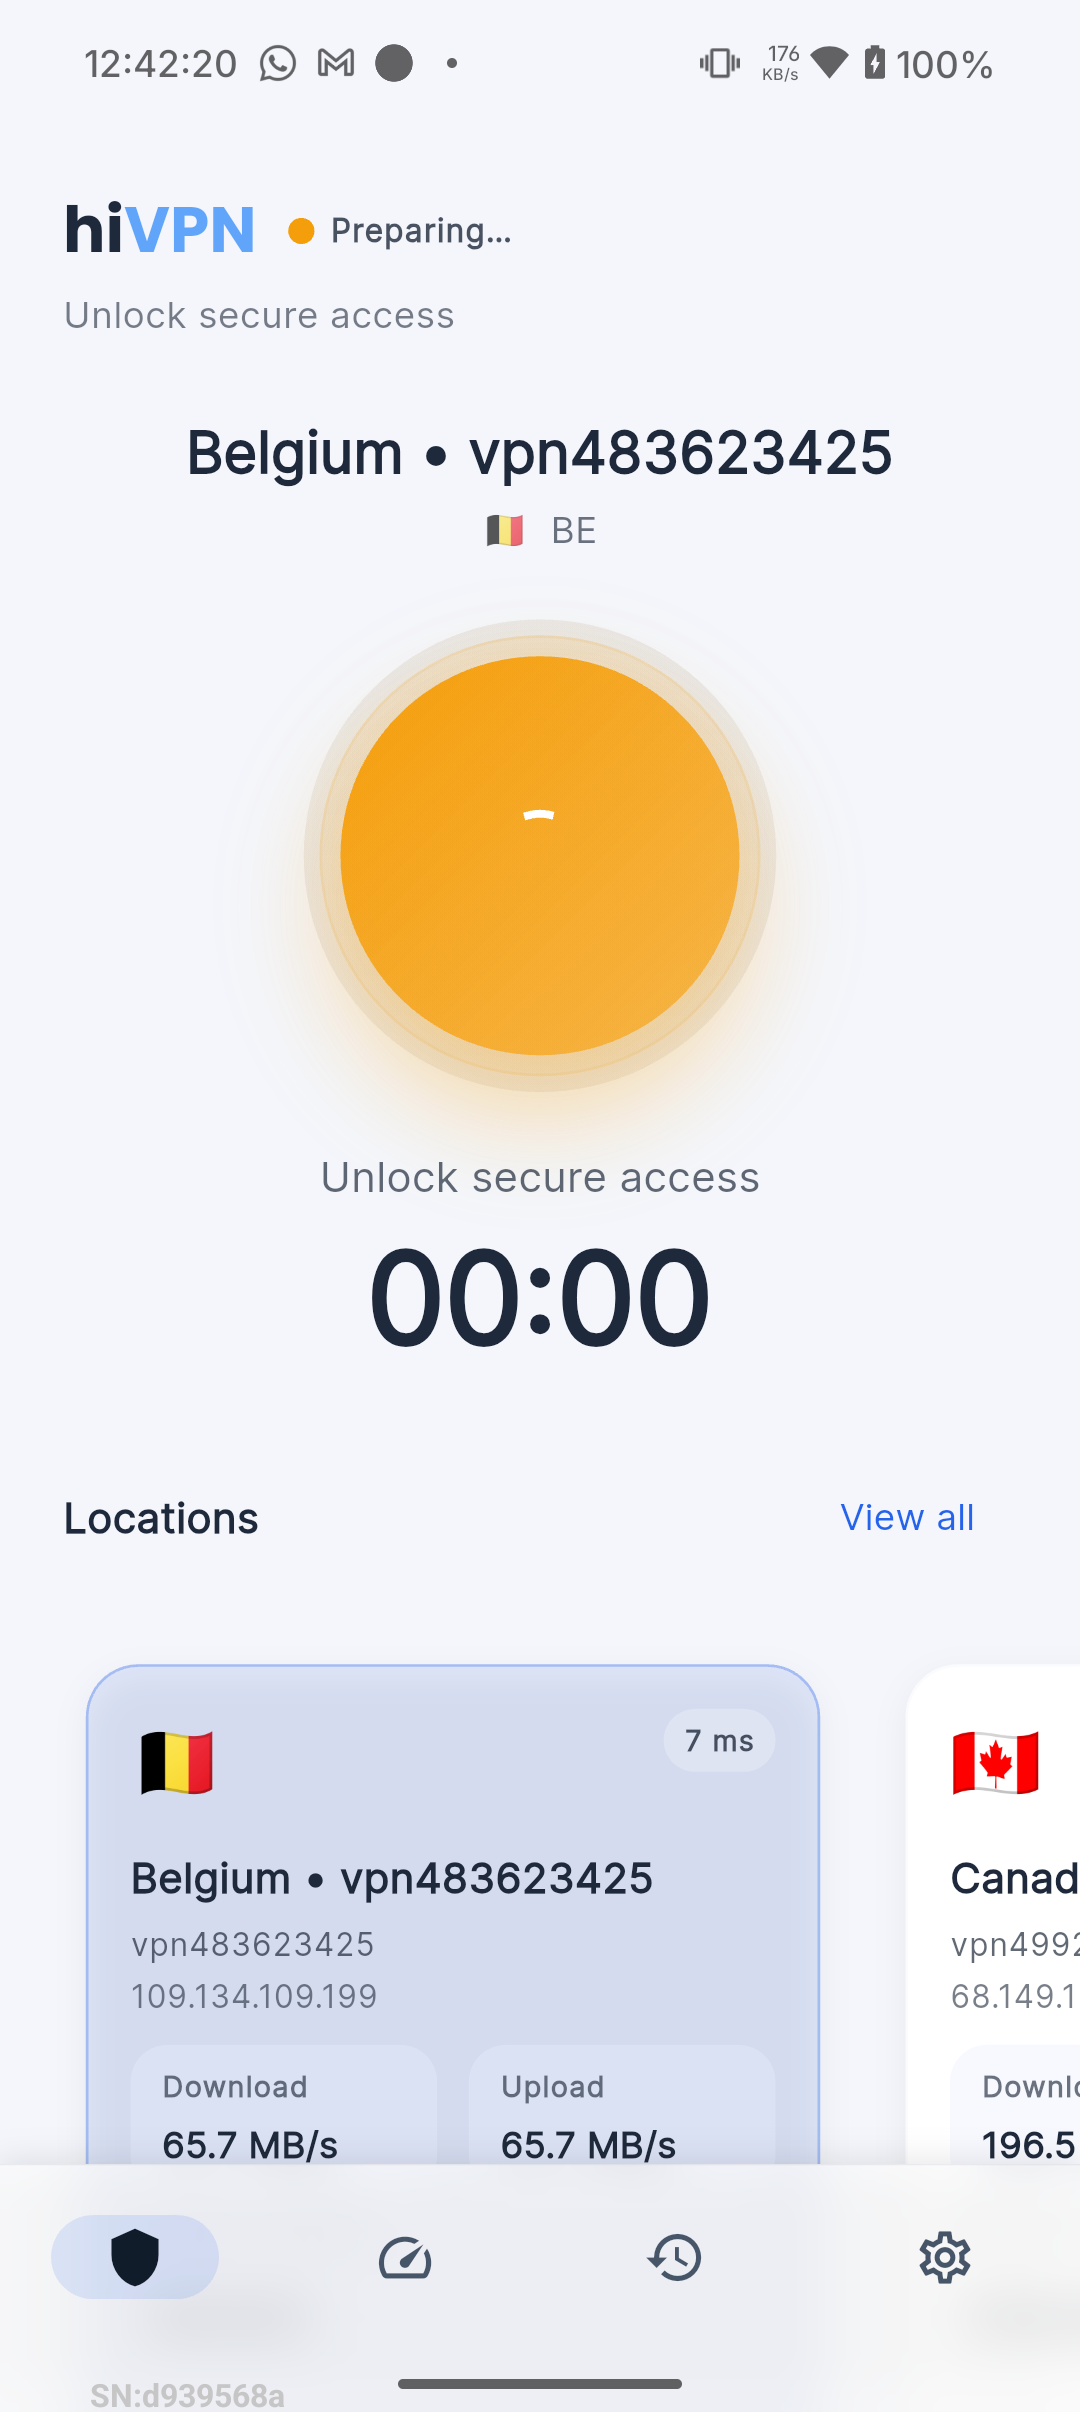 12:42:20
176
KB/s
100%
hiVPN
Preparing...
Unlock secure access
Belgium • vpn483623425
BE
Unlock secure access
00:00
Locations
View all
7 ms
Belgium • vpn483623425
vpn483623425
109.134.109.199
Download
Upload
65.7 MB/s
65.7 MB/s
Canad
vpn4992
68.149.1
Downlo
196.5
SN:d939568a